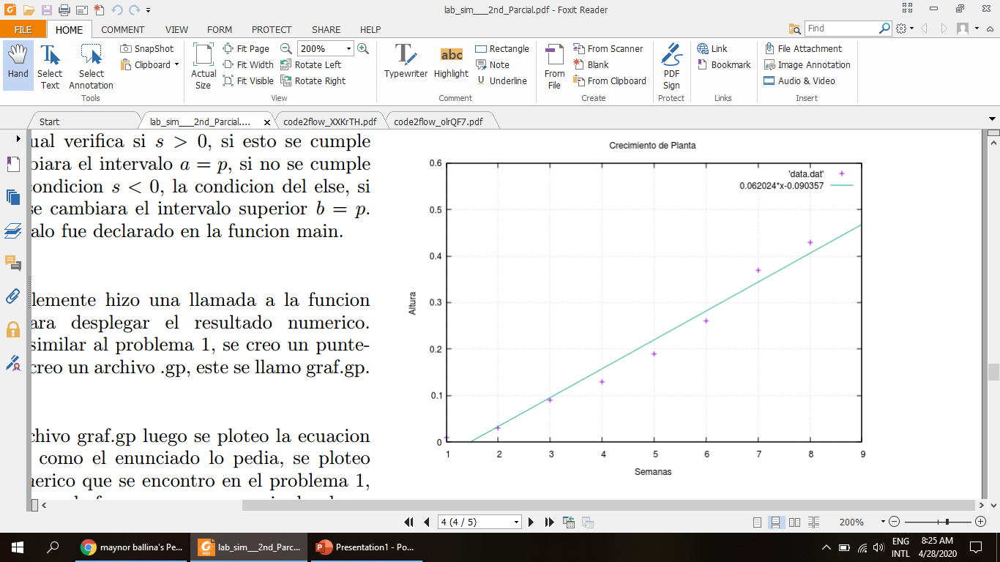 lab_sim___2nd_Parcial.pdf - Foxit Reader
FILE HOME COMMENT VIEW FORM PROTECT SHARE HELP
Find
Hand
Select Text
Select Annotation
SnapShot
Clipboard
Tools
Actual Size
Fit Page
Fit Width
Fit Visible
200%
Rotate Left
Rotate Right
View
Typewriter
abc
Highlight
Rectangle
Note
Underline
Comment
From File
From Scanner
Blank
From Clipboard
Create
PDF Sign
Protect
Link
Bookmark
Links
File Attachment
Image Annotation
Audio & Video
Insert
Start
lab_sim___2nd_Parcial....
code2flow_XXKrTH.pdf
code2flow_olrQF7.pdf
ual verifica si s > 0, si esto se cumple
biara el intervalo a = p, si no se cumple
condicion s < 0, la condicion del else, si
se cambiara el intervalo superior b = p.
alo fue declarado en la funcion main.
lemente hizo una llamada a la funcion
ara desplegar el resultado numerico.
similar al problema 1, se creo un punte-
creo un archivo .gp, este se llamo graf.gp.
chivo graf.gp luego se ploteo la ecuacion
como el enunciado lo pedia, se ploteo
nerico que se encontro en el problema 1,
Crecimiento de Planta
'data.dat'
0.062024*x-0.090357
0.6
0.5
0.4
0.3
0.2
0.1
0
Altura
1 2 3 4 5 6 7 8 9
Semanas
4 (4 / 5)
200%
maynor ballina's Pe...
lab_sim___2nd_Parc...
Presentation1 - Po...
ENG
INTL
8:25 AM
4/28/2020